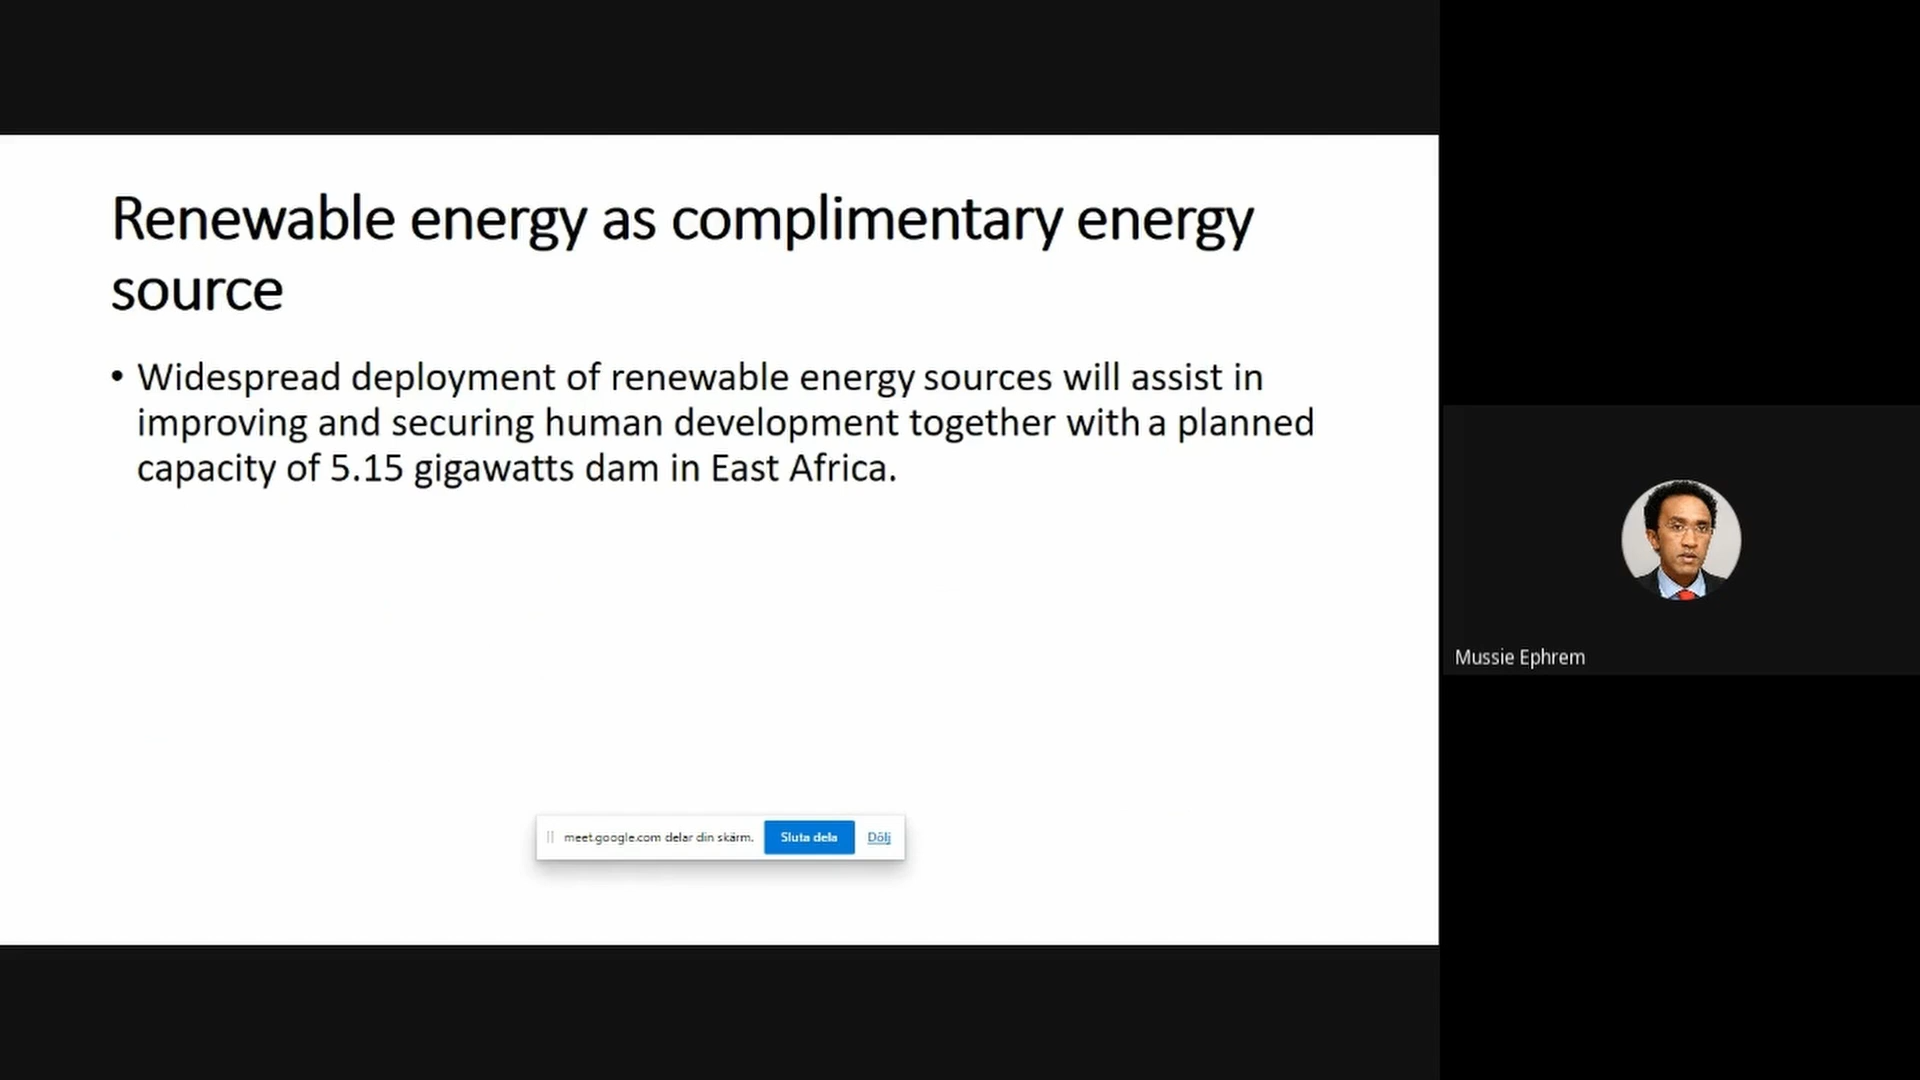 Renewable energy as complimentary energy
source
• Widespread deployment of renewable energy sources will assist in
improving and securing human development together with a planned
capacity of 5.15 gigawatts dam in East Africa.
meet.google.com delar din skärm. Sluta dela Dölj
Mussie Ephrem